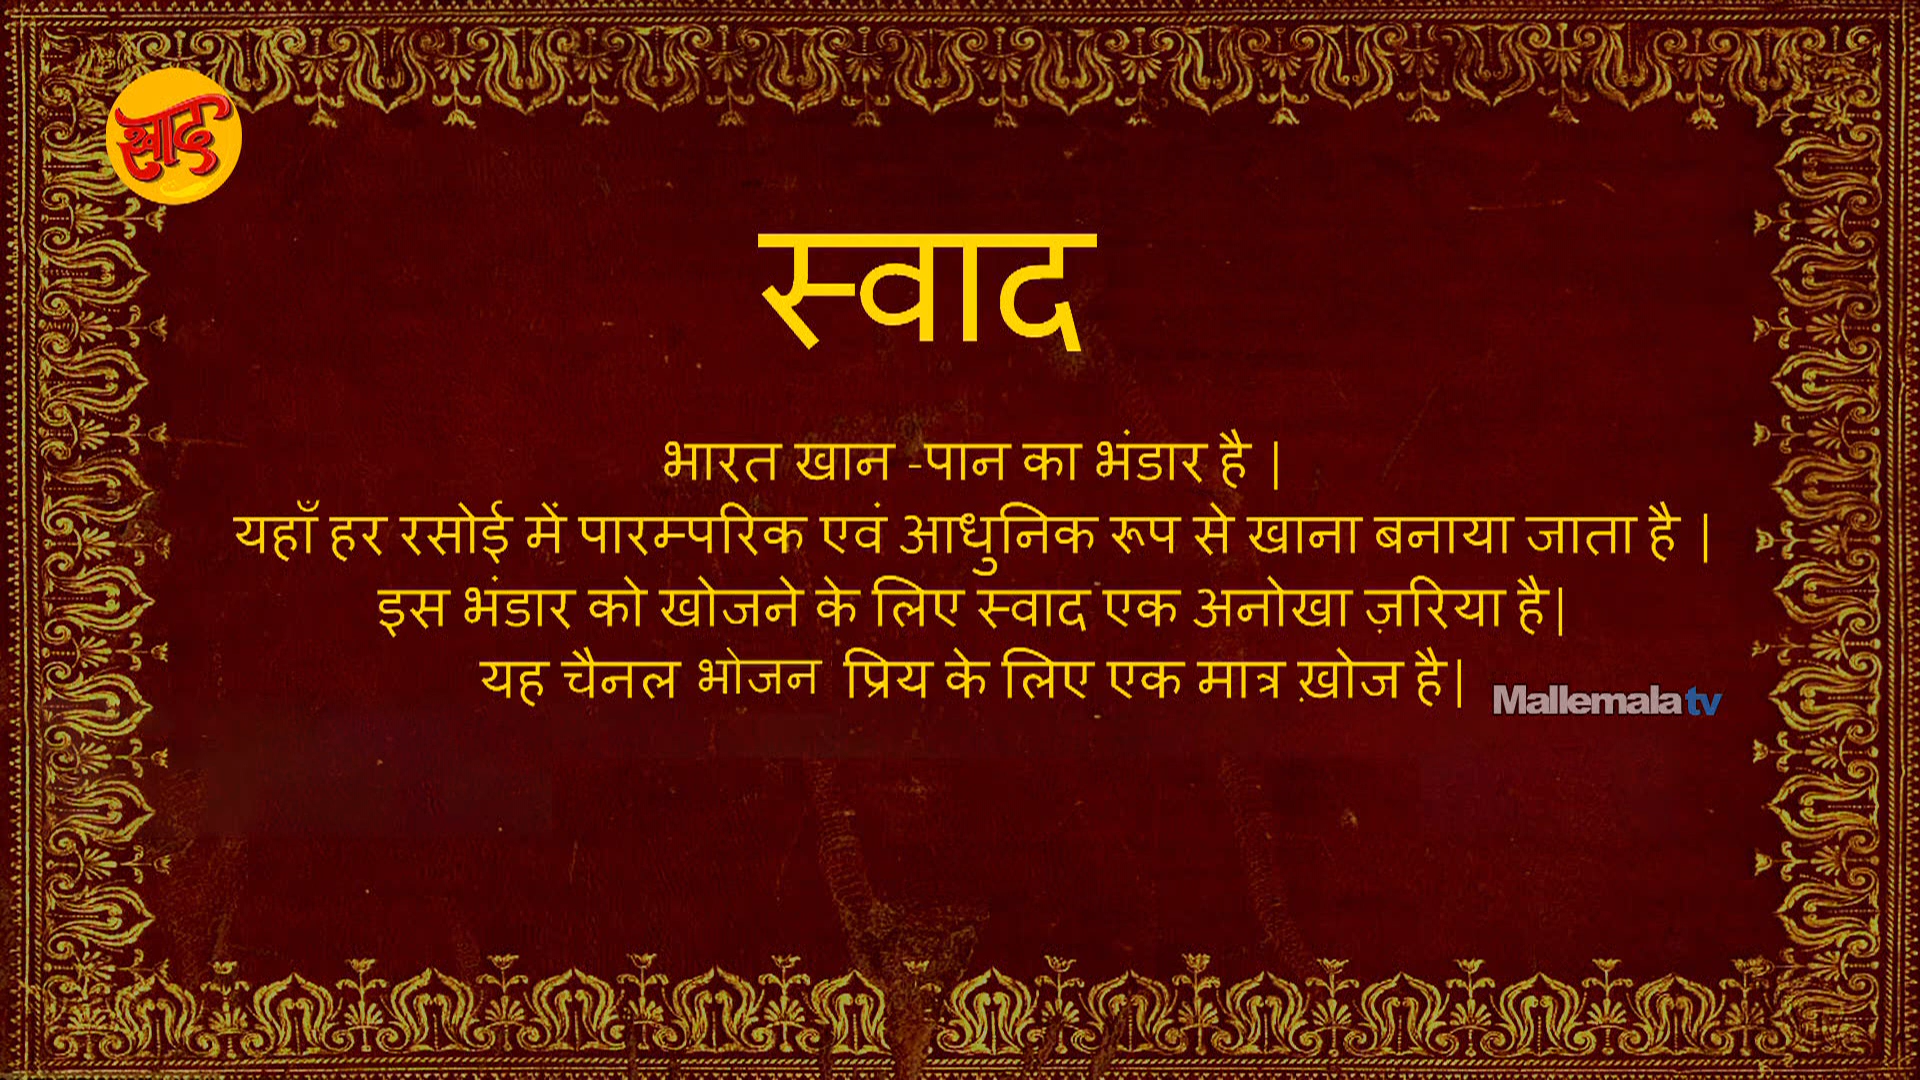 स्वाद
स्वाद
भारत खान -पान का भंडार है |
यहाँ हर रसोई में पारम्परिक एवं आधुनिक रूप से खाना बनाया जाता है |
इस भंडार को खोजने के लिए स्वाद एक अनोखा ज़रिया है|
यह चैनल भोजन प्रिय के लिए एक मात्र ख़ोज है|
Mallemalatv